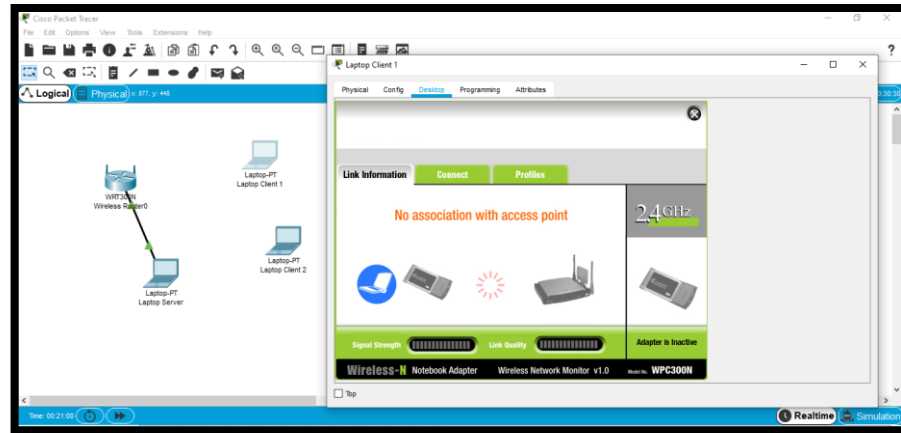 Cisco Packet Tracer
File Edit Options View Tools Extensions Help
?
Logical Physical x: 877, y: 448
Laptop-PT
Laptop Client 1
WRT300N
Wireless Router0
Laptop-PT
Laptop Client 2
Laptop-PT
Laptop Server
Laptop Client 1
Physical Config Desktop Programming Attributes
Link Information Connect Profiles
No association with access point
2,4GHz
Signal Strength Link Quality Adapter is Inactive
Wireless-N Notebook Adapter Wireless Network Monitor v1.0 Model No. WPC300N
Top
Time: 00:21:00 Realtime Simulation